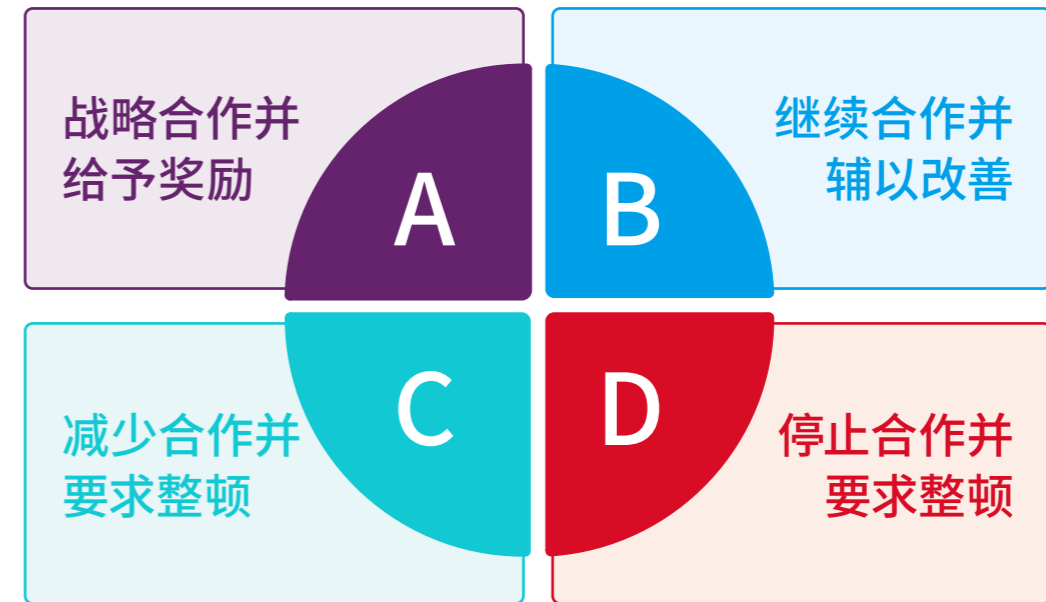 战略合作并
给予奖励
A
B
继续合作并
辅以改善
减少合作并
要求整顿
C
D
停止合作并
要求整顿